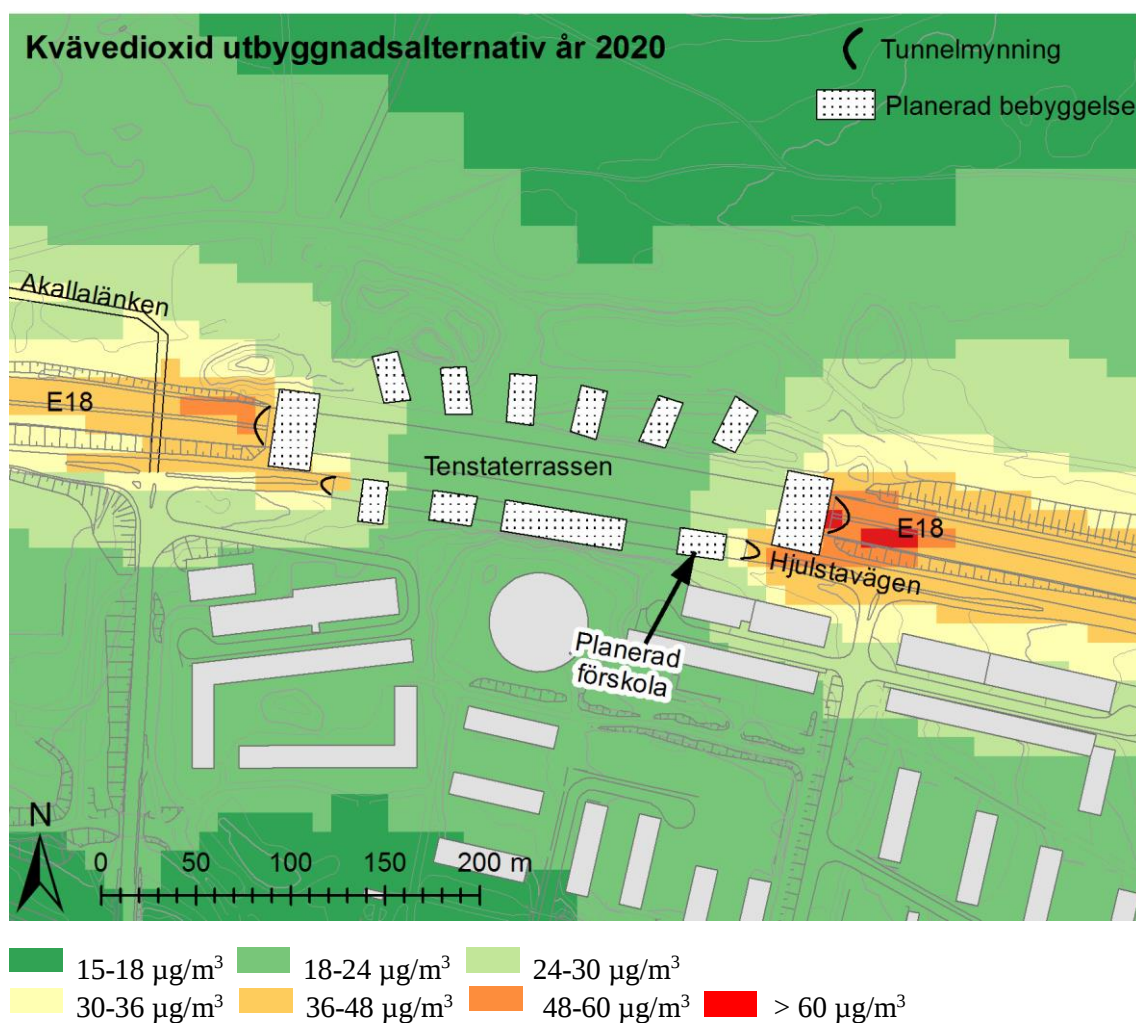 Kvävedioxid utbyggnadsalternativ år 2020
Tunnelmynning
Planerad bebyggelse
Akallalänken
E18
Tenstaterrassen
E18
Hjulstavägen
Planerad
förskola
N
0 50 100 150 200 m
15-18 µg/m³ 18-24 µg/m³ 24-30 µg/m³
30-36 µg/m³ 36-48 µg/m³ 48-60 µg/m³ > 60 µg/m³